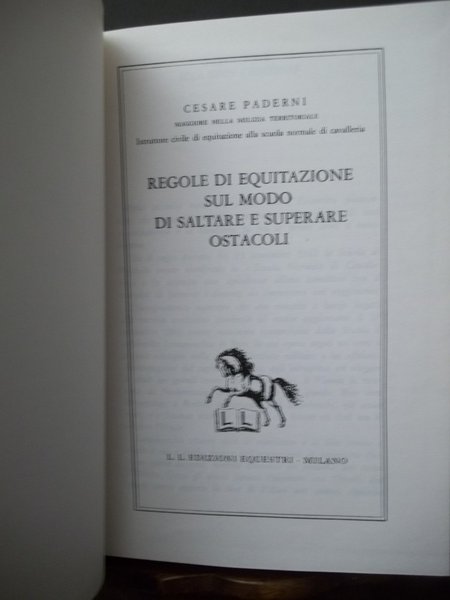 CESARE PADERNI
MAGGIORE NELLA MILIZIA TERRITORIALE
Istruttore civile di equitazione alla scuola normale di cavalleria
REGOLE DI EQUITAZIONE
SUL MODO
DI SALTARE E SUPERARE
OSTACOLI
L L
L. L. EDIZIONI EQUESTRI - MILANO